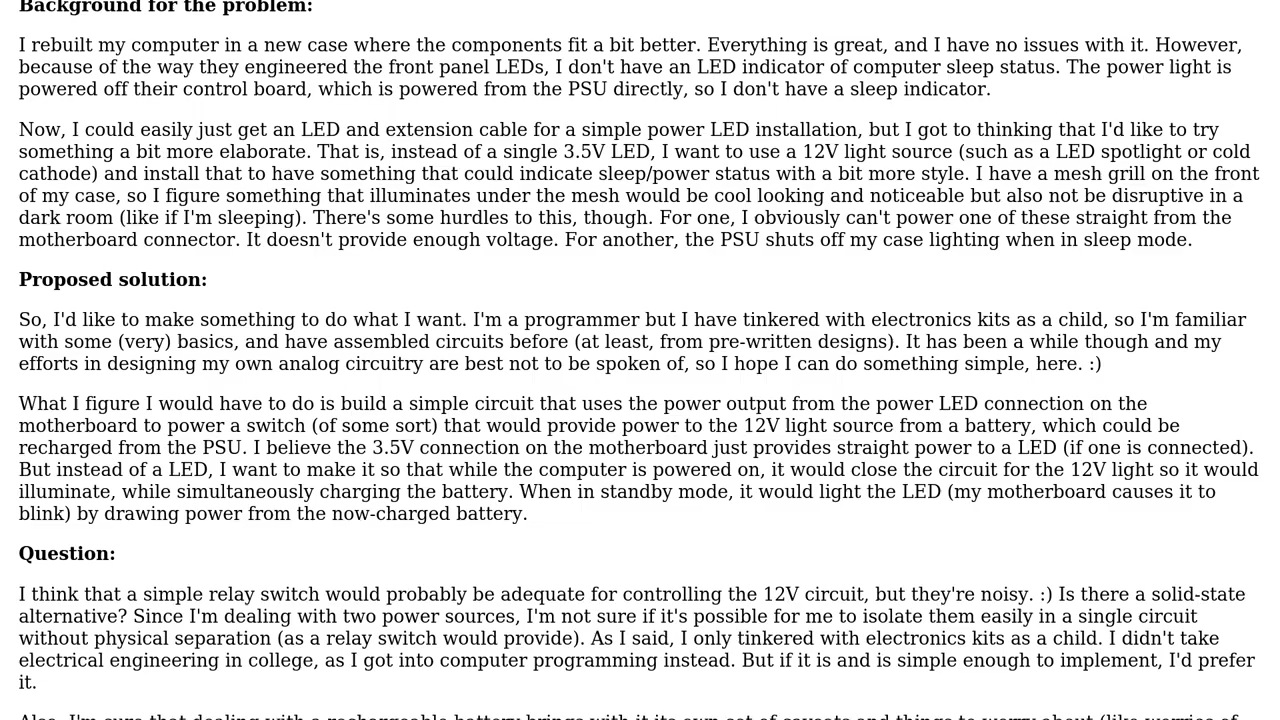 Background for the problem:
I rebuilt my computer in a new case where the components fit a bit better. Everything is great, and I have no issues with it. However,
because of the way they engineered the front panel LEDs, I don't have an LED indicator of computer sleep status. The power light is
powered off their control board, which is powered from the PSU directly, so I don't have a sleep indicator.
Now, I could easily just get an LED and extension cable for a simple power LED installation, but I got to thinking that I'd like to try
something a bit more elaborate. That is, instead of a single 3.5V LED, I want to use a 12V light source (such as a LED spotlight or cold
cathode) and install that to have something that could indicate sleep/power status with a bit more style. I have a mesh grill on the front
of my case, so I figure something that illuminates under the mesh would be cool looking and noticeable but also not be disruptive in a
dark room (like if I'm sleeping). There's some hurdles to this, though. For one, I obviously can't power one of these straight from the
motherboard connector. It doesn't provide enough voltage. For another, the PSU shuts off my case lighting when in sleep mode.
Proposed solution:
So, I'd like to make something to do what I want. I'm a programmer but I have tinkered with electronics kits as a child, so I'm familiar
with some (very) basics, and have assembled circuits before (at least, from pre-written designs). It has been a while though and my
efforts in designing my own analog circuitry are best not to be spoken of, so I hope I can do something simple, here. :)
What I figure I would have to do is build a simple circuit that uses the power output from the power LED connection on the
motherboard to power a switch (of some sort) that would provide power to the 12V light source from a battery, which could be
recharged from the PSU. I believe the 3.5V connection on the motherboard just provides straight power to a LED (if one is connected).
But instead of a LED, I want to make it so that while the computer is powered on, it would close the circuit for the 12V light so it would
illuminate, while simultaneously charging the battery. When in standby mode, it would light the LED (my motherboard causes it to
blink) by drawing power from the now-charged battery.
Question:
I think that a simple relay switch would probably be adequate for controlling the 12V circuit, but they're noisy. :) Is there a solid-state
alternative? Since I'm dealing with two power sources, I'm not sure if it's possible for me to isolate them easily in a single circuit
without physical separation (as a relay switch would provide). As I said, I only tinkered with electronics kits as a child. I didn't take
electrical engineering in college, as I got into computer programming instead. But if it is and is simple enough to implement, I'd prefer
it.
Also, I'm sure that dealing with a rechargeable battery brings with it its own set of caveats and things to worry about (like worries of